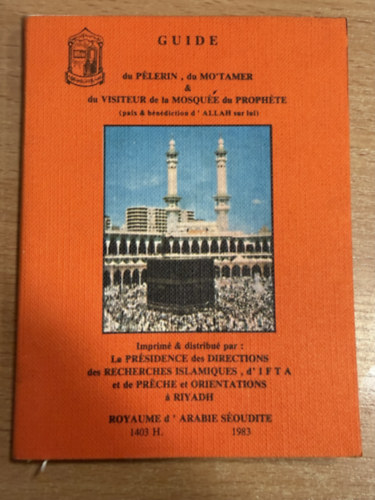 GUIDE
du PÈLERIN, du MO'TAMER
&
du VISITEUR de la MOSQUÉE du PROPHÈTE
(paix & bénédiction d' ALLAH sur lui)
Imprimé & distribué par :
La PRÉSIDENCE des DIRECTIONS
des RECHERCHES ISLAMIQUES, d' I F T A
et de PRÊCHE et ORIENTATIONS
à RIYADH
ROYAUME d' ARABIE SÉOUDITE
1403 H. 1983